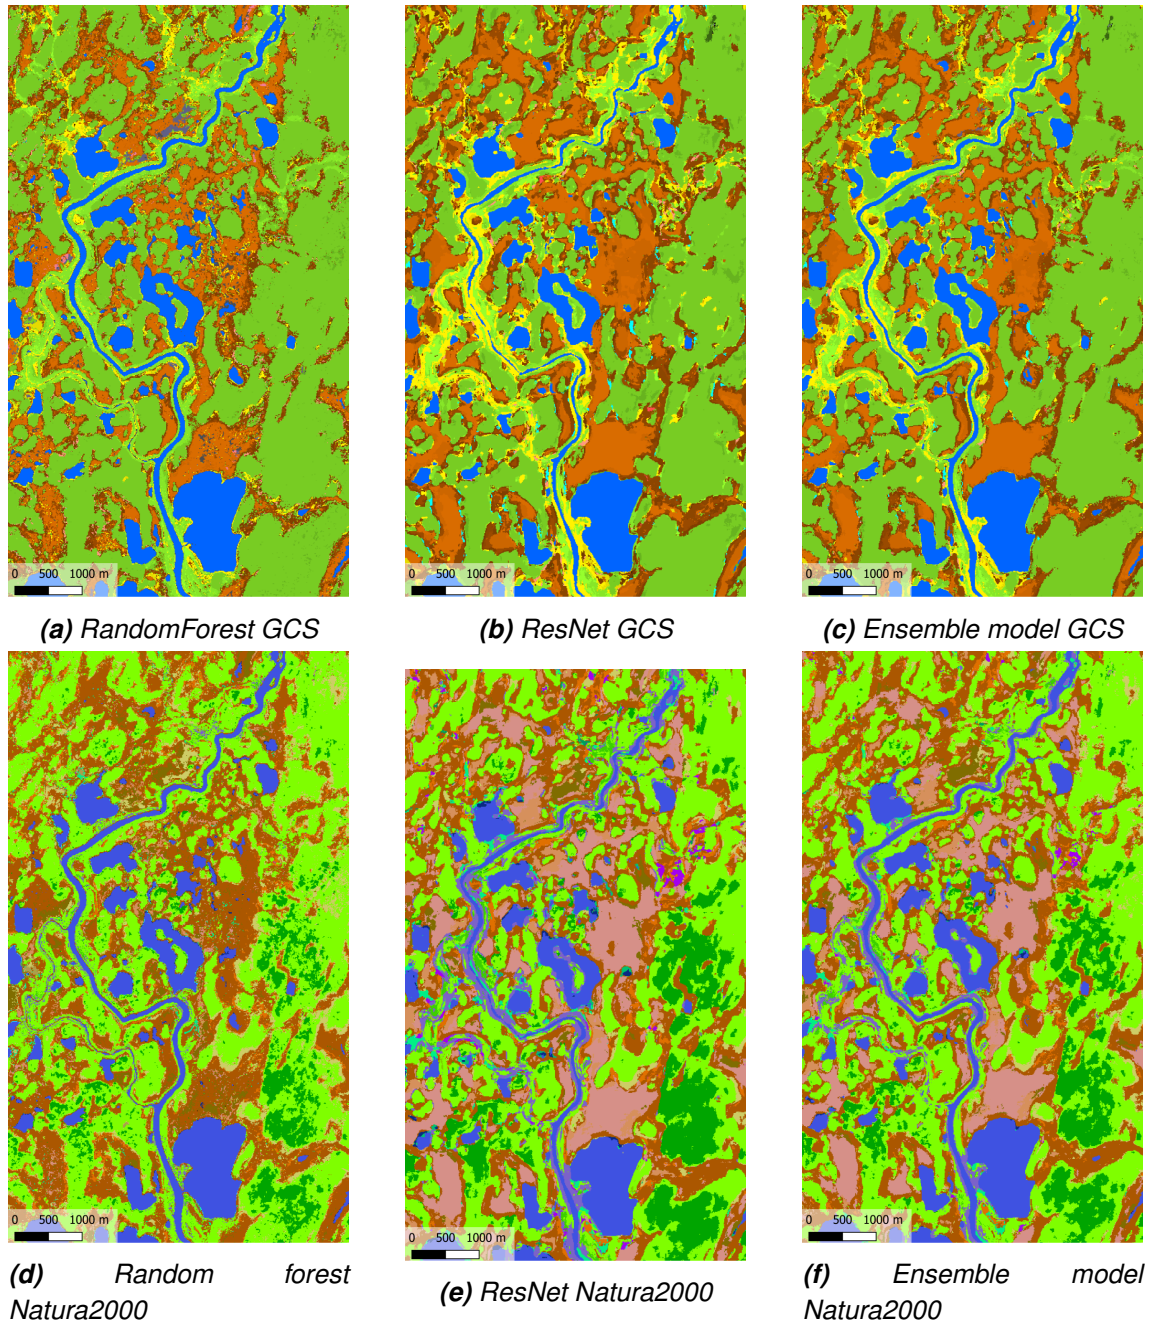 0 500 1000 m
0 500 1000 m
0 500 1000 m
(a) RandomForest GCS
(b) ResNet GCS
(c) Ensemble model GCS
0 500 1000 m
0 500 1000 m
0 500 1000 m
(d) Random forest
Natura2000
(e) ResNet Natura2000
(f) Ensemble model
Natura2000